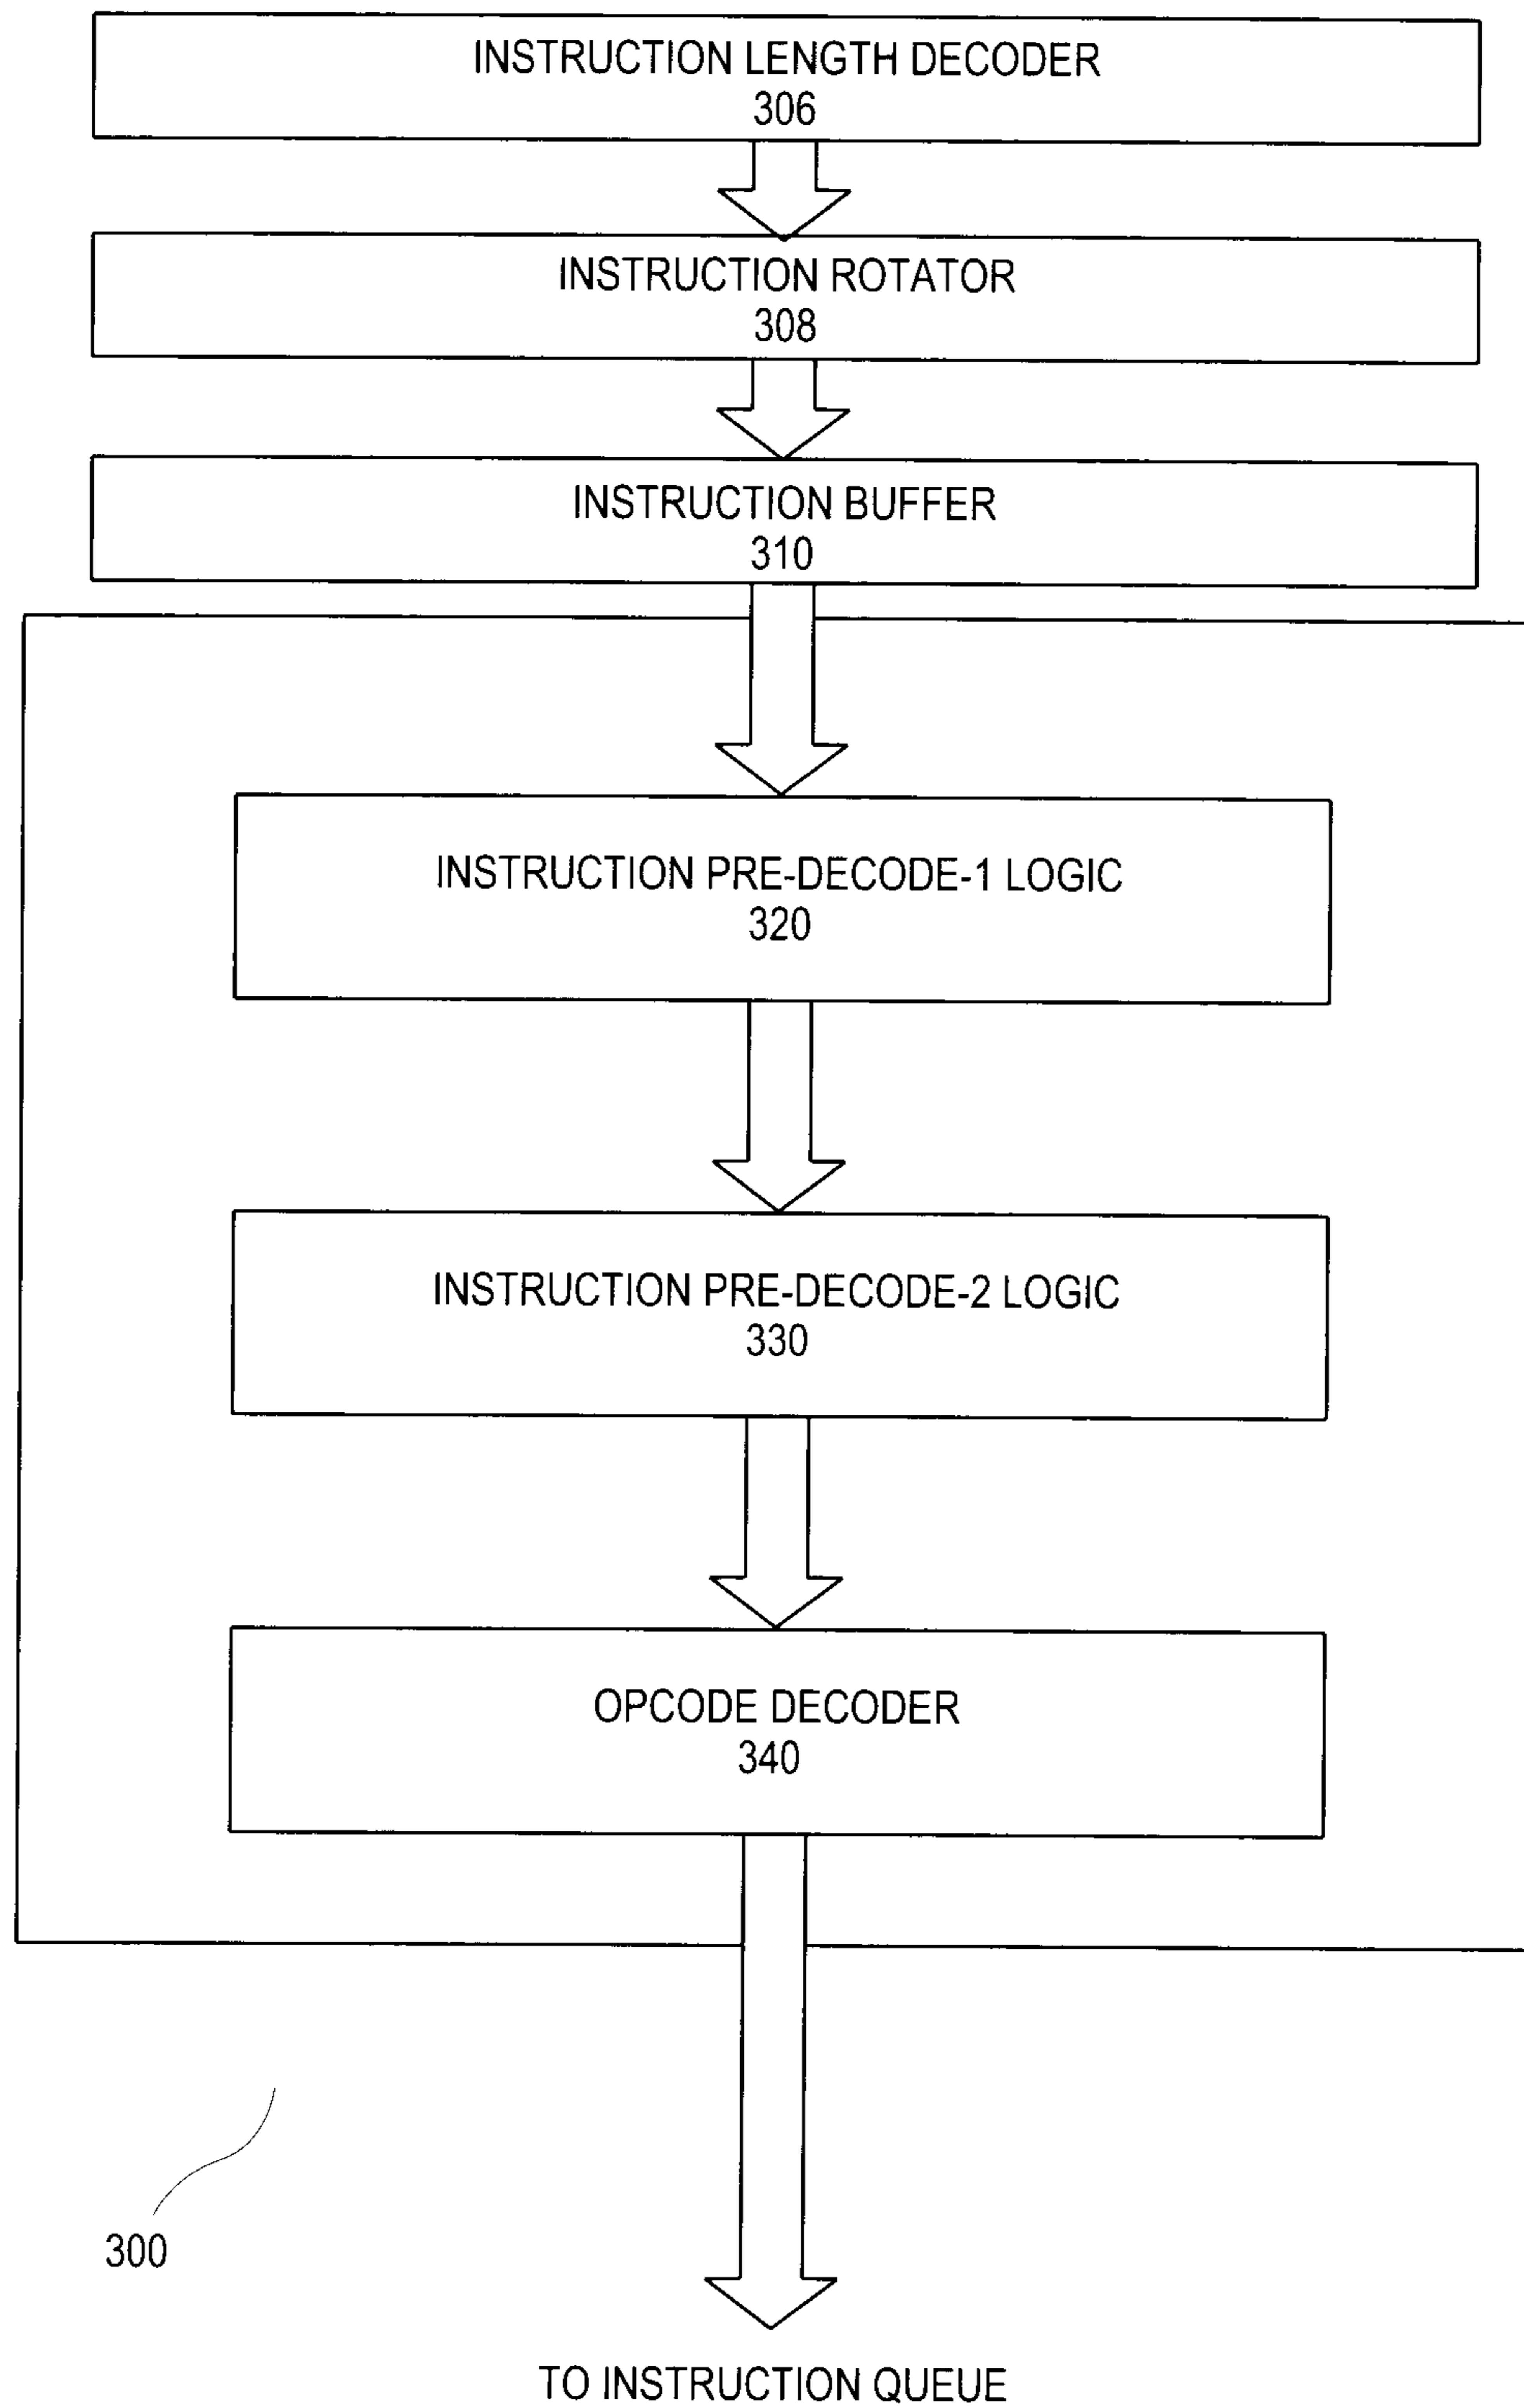 INSTRUCTION LENGTH DECODER
306
INSTRUCTION ROTATOR
308
INSTRUCTION BUFFER
310
INSTRUCTION PRE-DECODE-1 LOGIC
320
INSTRUCTION PRE-DECODE-2 LOGIC
330
OPCODE DECODER
340
300
TO INSTRUCTION QUEUE